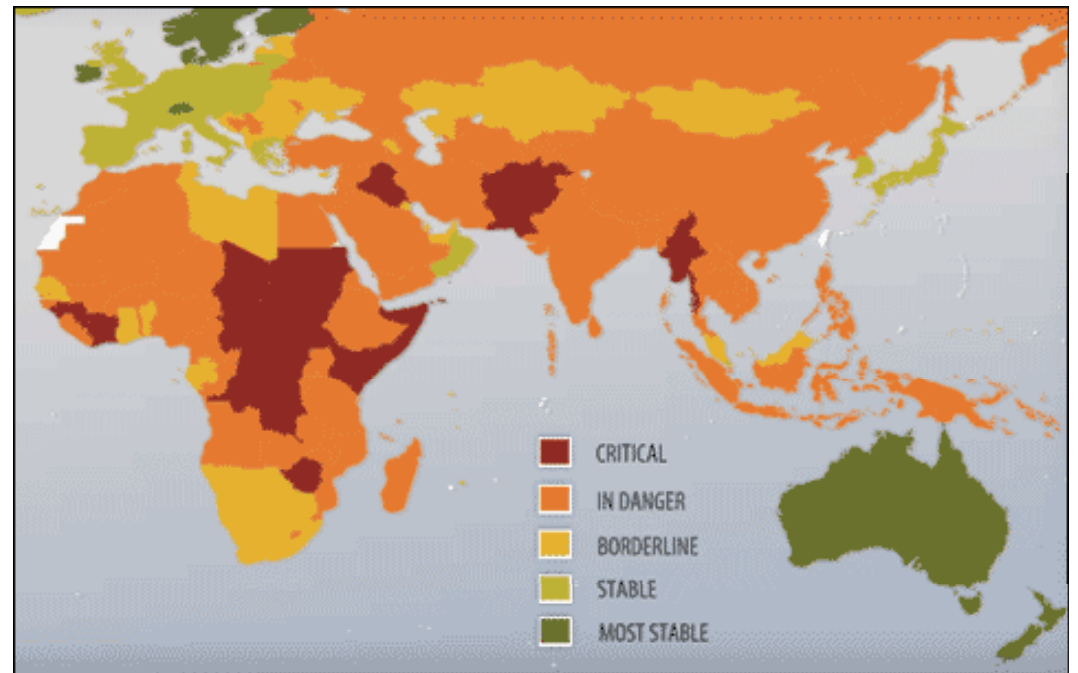 CRITICAL
IN DANGER
BORDERLINE
STABLE
MOST STABLE